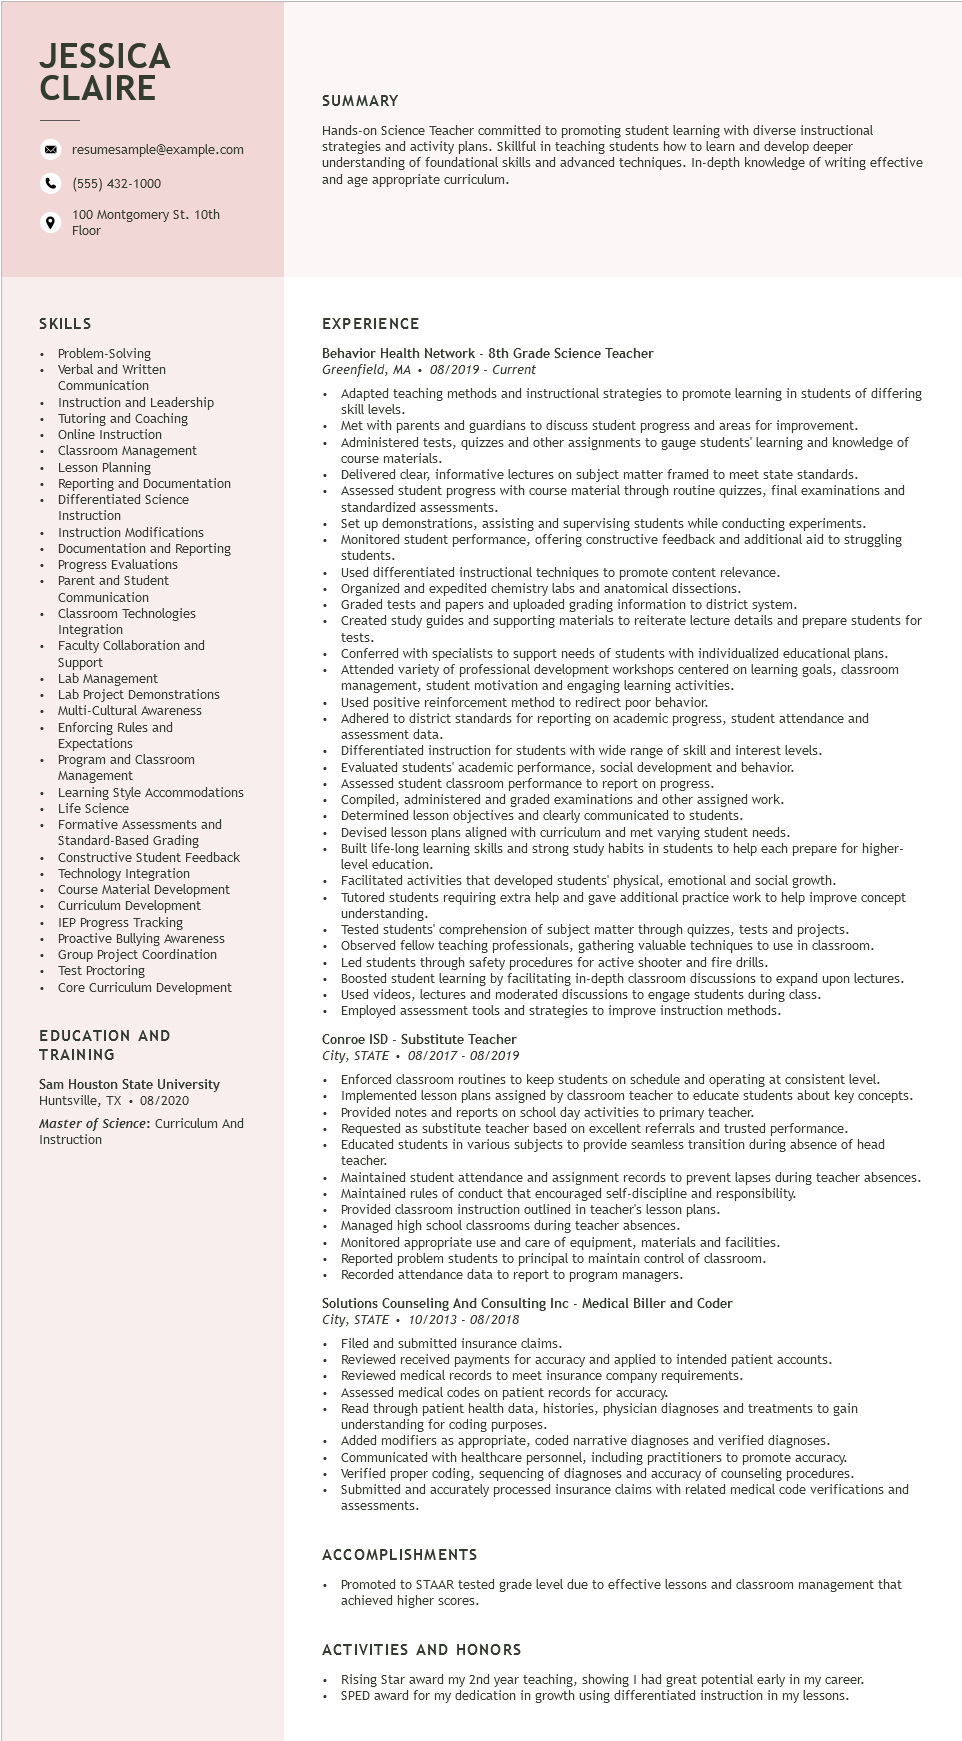 JESSICA
CLAIRE
resumesample@example.com
(555) 432-1000
100 Montgomery St. 10th
Floor
SUMMARY
Hands-on Science Teacher committed to promoting student learning with diverse instructional
strategies and activity plans. Skillful in teaching students how to learn and develop deeper
understanding of foundational skills and advanced techniques. In-depth knowledge of writing effective
and age appropriate curriculum.
SKILLS
• Problem-Solving
• Verbal and Written
Communication
• Instruction and Leadership
• Tutoring and Coaching
• Online Instruction
• Classroom Management
• Lesson Planning
• Reporting and Documentation
• Differentiated Science
Instruction
• Instruction Modifications
• Documentation and Reporting
• Progress Evaluations
• Parent and Student
Communication
• Classroom Technologies
Integration
• Faculty Collaboration and
Support
• Lab Management
• Lab Project Demonstrations
• Multi-Cultural Awareness
• Enforcing Rules and
Expectations
• Program and Classroom
Management
• Learning Style Accommodations
• Life Science
• Formative Assessments and
Standard-Based Grading
• Constructive Student Feedback
• Technology Integration
• Course Material Development
• Curriculum Development
• IEP Progress Tracking
• Proactive Bullying Awareness
• Group Project Coordination
• Test Proctoring
• Core Curriculum Development
EDUCATION AND
TRAINING
Sam Houston State University
Huntsville, TX • 08/2020
Master of Science: Curriculum And
Instruction
EXPERIENCE
Behavior Health Network - 8th Grade Science Teacher
Greenfield, MA • 08/2019 - Current
• Adapted teaching methods and instructional strategies to promote learning in students of differing
skill levels.
• Met with parents and guardians to discuss student progress and areas for improvement.
• Administered tests, quizzes and other assignments to gauge students' learning and knowledge of
course materials.
• Delivered clear, informative lectures on subject matter framed to meet state standards.
• Assessed student progress with course material through routine quizzes, final examinations and
standardized assessments.
• Set up demonstrations, assisting and supervising students while conducting experiments.
• Monitored student performance, offering constructive feedback and additional aid to struggling
students.
• Used differentiated instructional techniques to promote content relevance.
• Organized and expedited chemistry labs and anatomical dissections.
• Graded tests and papers and uploaded grading information to district system.
• Created study guides and supporting materials to reiterate lecture details and prepare students for
tests.
• Conferred with specialists to support needs of students with individualized educational plans.
• Attended variety of professional development workshops centered on learning goals, classroom
management, student motivation and engaging learning activities.
• Used positive reinforcement method to redirect poor behavior.
• Adhered to district standards for reporting on academic progress, student attendance and
assessment data.
• Differentiated instruction for students with wide range of skill and interest levels.
• Evaluated students' academic performance, social development and behavior.
• Assessed student classroom performance to report on progress.
• Compiled, administered and graded examinations and other assigned work.
• Determined lesson objectives and clearly communicated to students.
• Devised lesson plans aligned with curriculum and met varying student needs.
• Built life-long learning skills and strong study habits in students to help each prepare for higher-
level education.
• Facilitated activities that developed students' physical, emotional and social growth.
• Tutored students requiring extra help and gave additional practice work to help improve concept
understanding.
• Tested students' comprehension of subject matter through quizzes, tests and projects.
• Observed fellow teaching professionals, gathering valuable techniques to use in classroom.
• Led students through safety procedures for active shooter and fire drills.
• Boosted student learning by facilitating in-depth classroom discussions to expand upon lectures.
• Used videos, lectures and moderated discussions to engage students during class.
• Employed assessment tools and strategies to improve instruction methods.
Conroe ISD - Substitute Teacher
City, STATE • 08/2017 - 08/2019
• Enforced classroom routines to keep students on schedule and operating at consistent level.
• Implemented lesson plans assigned by classroom teacher to educate students about key concepts.
• Provided notes and reports on school day activities to primary teacher.
• Requested as substitute teacher based on excellent referrals and trusted performance.
• Educated students in various subjects to provide seamless transition during absence of head
teacher.
• Maintained student attendance and assignment records to prevent lapses during teacher absences.
• Maintained rules of conduct that encouraged self-discipline and responsibility.
• Provided classroom instruction outlined in teacher's lesson plans.
• Managed high school classrooms during teacher absences.
• Monitored appropriate use and care of equipment, materials and facilities.
• Reported problem students to principal to maintain control of classroom.
• Recorded attendance data to report to program managers.
Solutions Counseling And Consulting Inc - Medical Biller and Coder
City, STATE • 10/2013 - 08/2018
• Filed and submitted insurance claims.
• Reviewed received payments for accuracy and applied to intended patient accounts.
• Reviewed medical records to meet insurance company requirements.
• Assessed medical codes on patient records for accuracy.
• Read through patient health data, histories, physician diagnoses and treatments to gain
understanding for coding purposes.
• Added modifiers as appropriate, coded narrative diagnoses and verified diagnoses.
• Communicated with healthcare personnel, including practitioners to promote accuracy.
• Verified proper coding, sequencing of diagnoses and accuracy of counseling procedures.
• Submitted and accurately processed insurance claims with related medical code verifications and
assessments.
ACCOMPLISHMENTS
• Promoted to STAAR tested grade level due to effective lessons and classroom management that
achieved higher scores.
ACTIVITIES AND HONORS
• Rising Star award my 2nd year teaching, showing I had great potential early in my career.
• SPED award for my dedication in growth using differentiated instruction in my lessons.